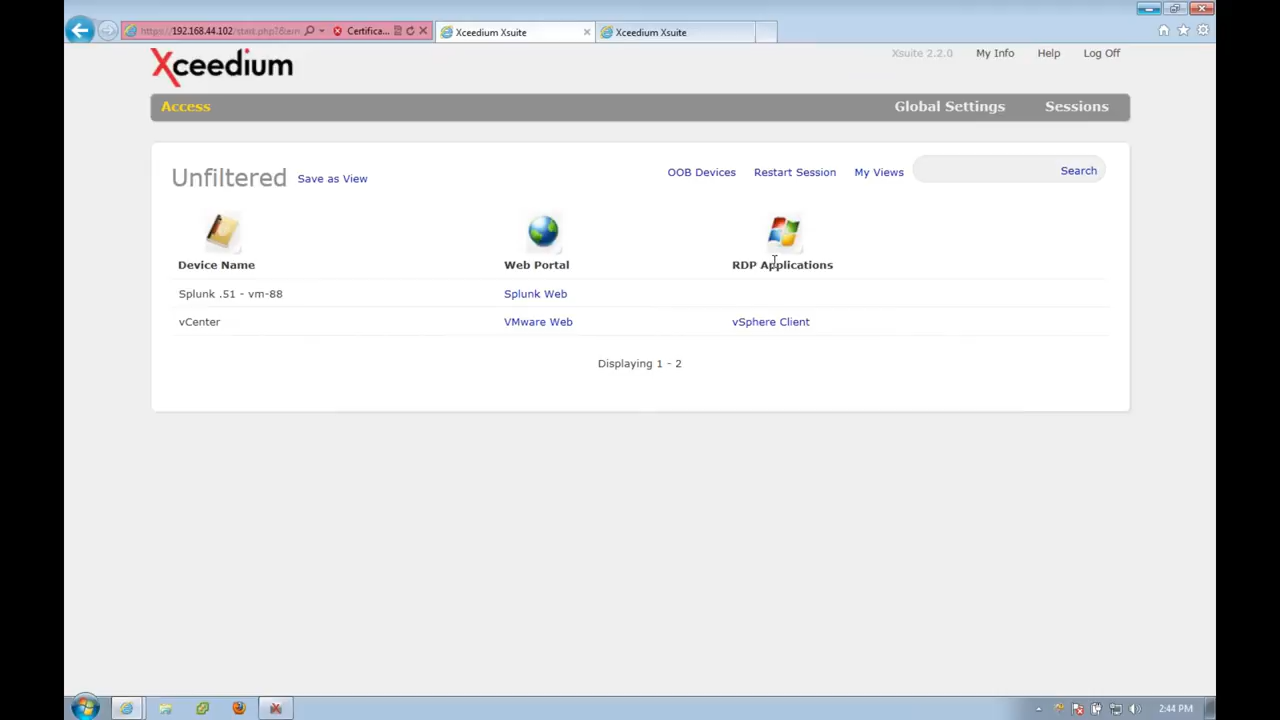 https://192.168.44.102/start.php?
Certifica...
Xceedium Xsuite
Xceedium Xsuite
Xceedium
Xsuite 2.2.0
My Info
Help
Log Off
Access
Global Settings
Sessions
Unfiltered
Save as View
OOB Devices
Restart Session
My Views
Search
Device Name
Web Portal
RDP Applications
Splunk .51 - vm-88
Splunk Web
vCenter
VMware Web
vSphere Client
Displaying 1 - 2
2:44 PM